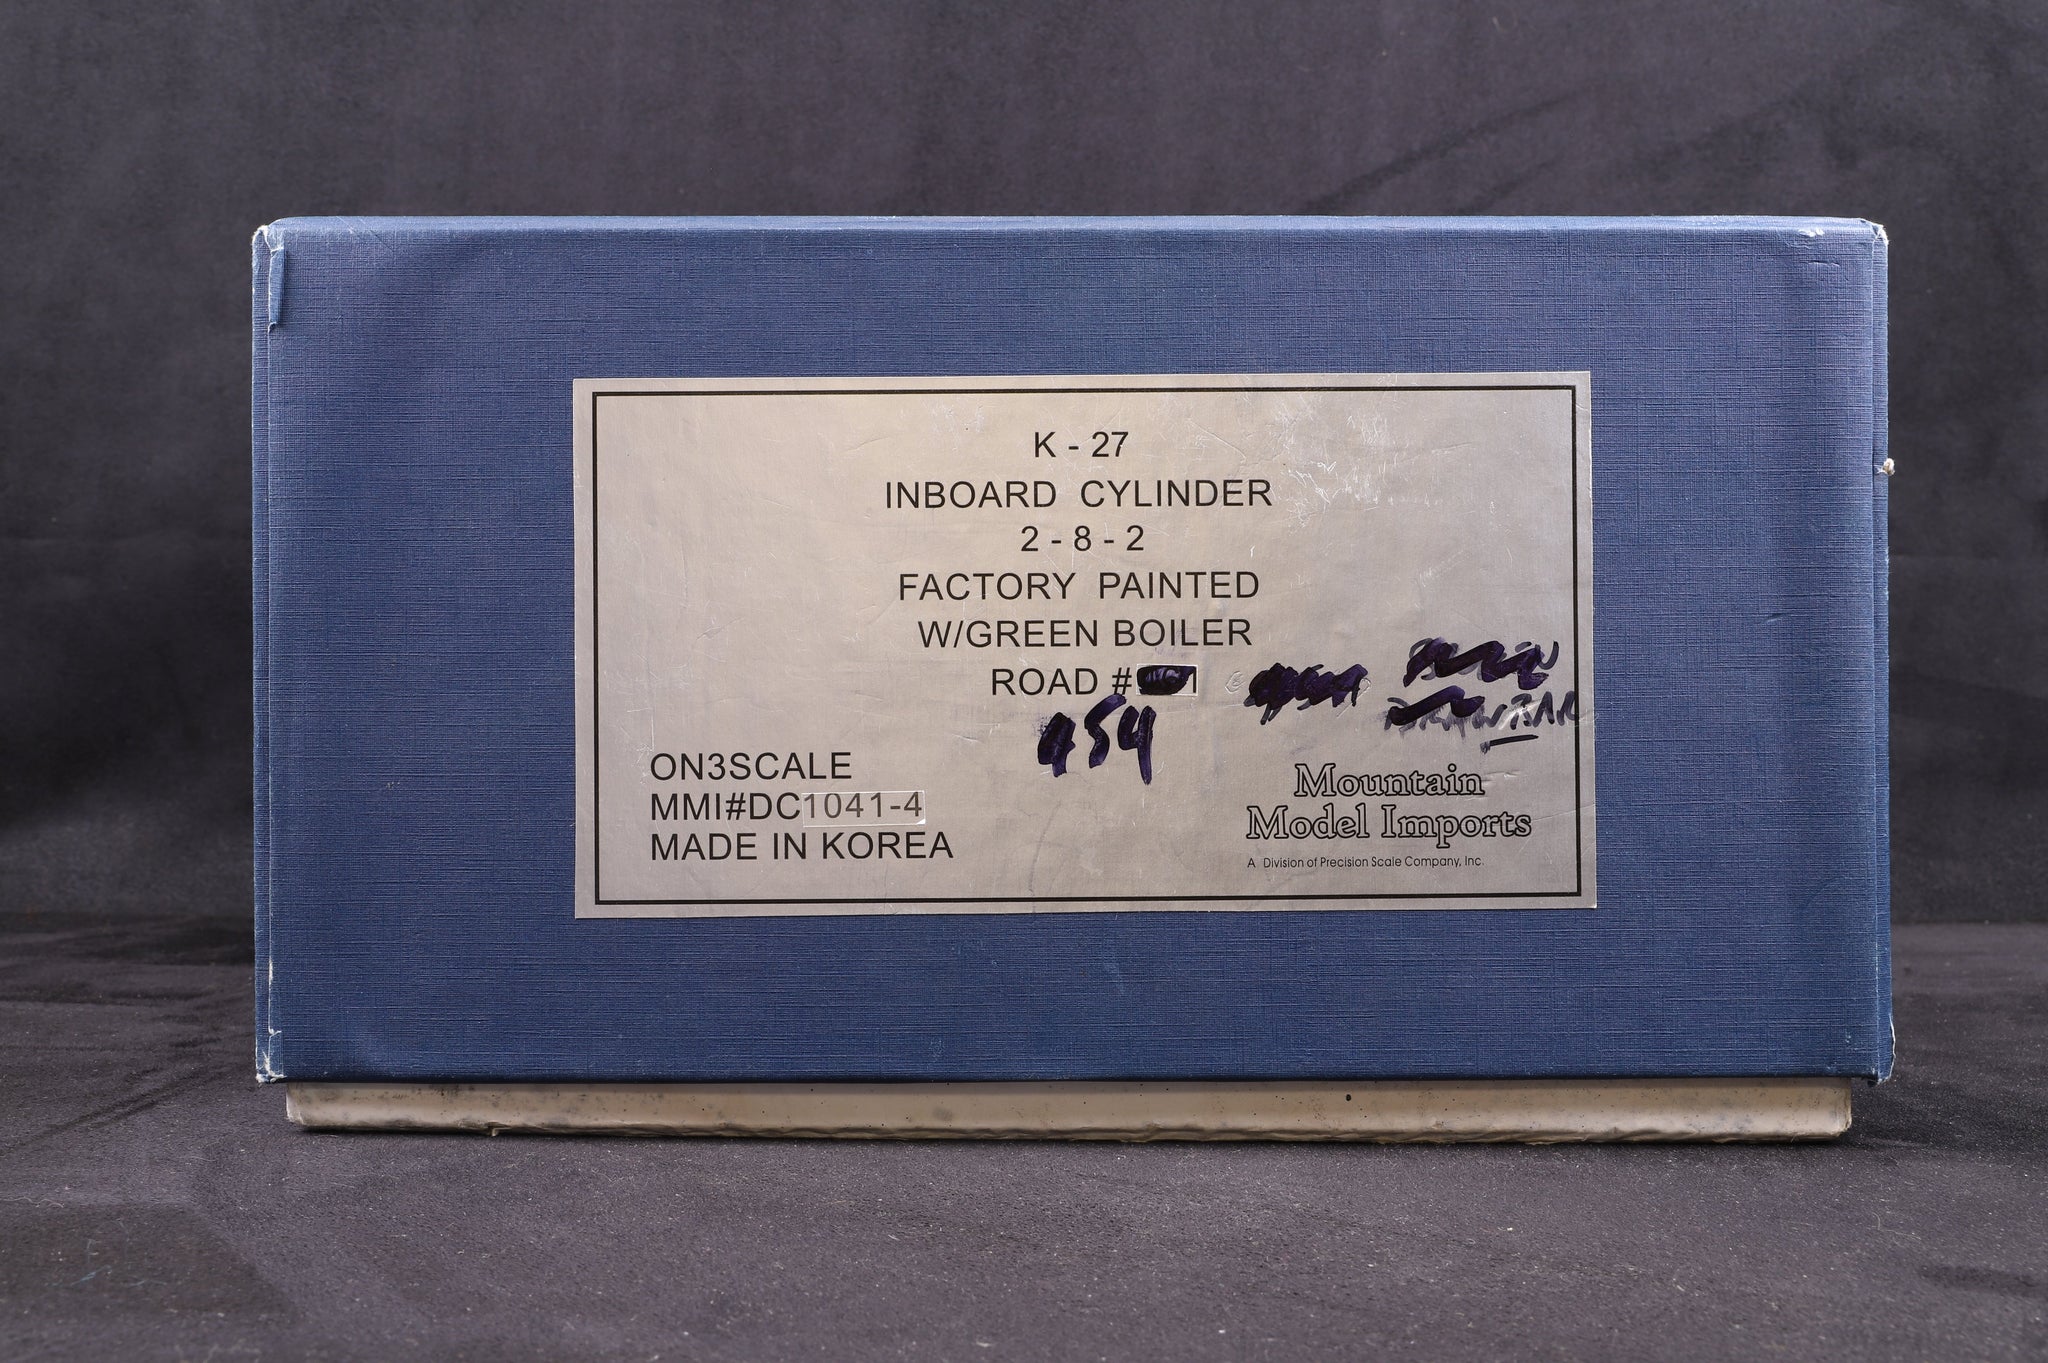 K - 27
INBOARD CYLINDER
2 - 8 - 2
FACTORY PAINTED
W/GREEN BOILER
ROAD #
454
ON3SCALE
MMI#DC1041-4
MADE IN KOREA
Mountain
Model Imports
A Division of Precision Scale Company, Inc.